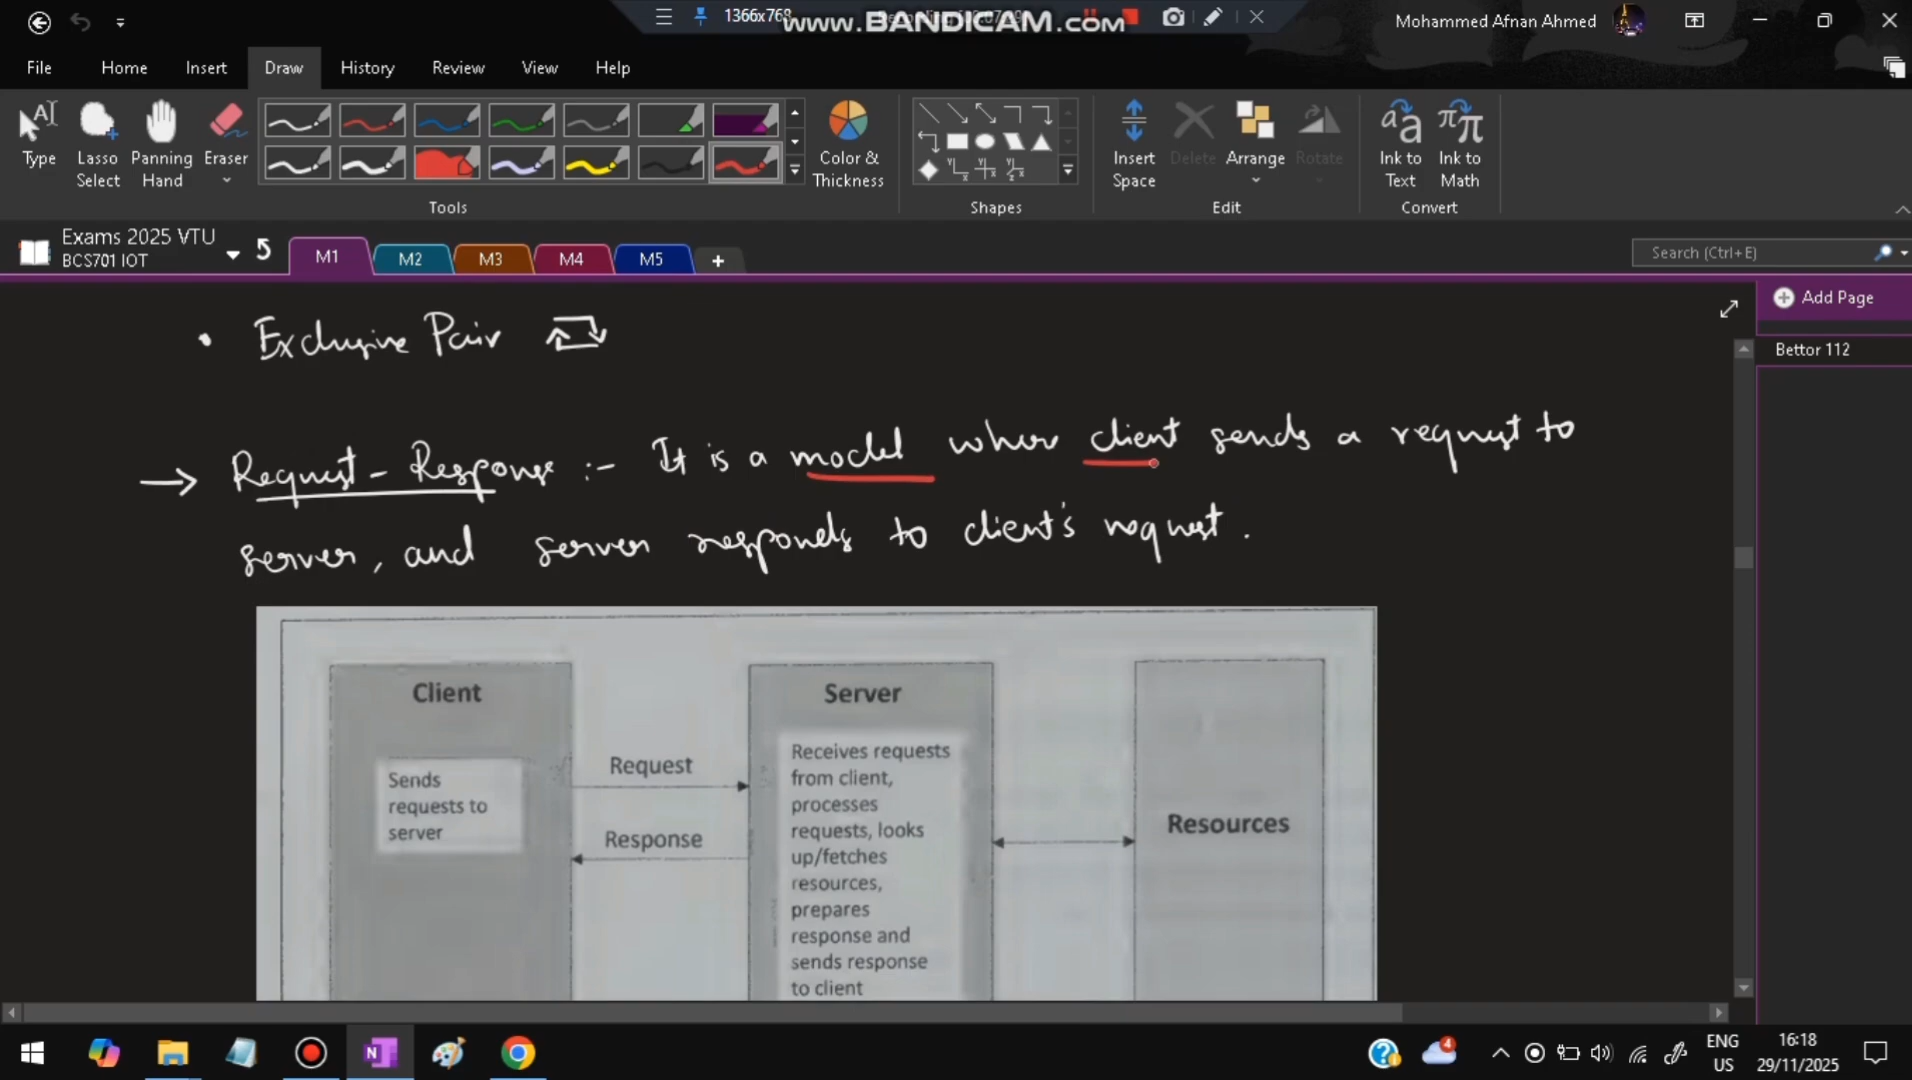 1366x768
www.BANDICAM.com
Mohammed Afnan Ahmed
File Home Insert Draw History Review View Help
Type
Lasso Select
Panning Hand
Eraser
Color & Thickness
Insert Space
Delete
Arrange
Rotate
Ink to Text
Ink to Math
Tools
Shapes
Edit
Convert
Exams 2025 VTU
BCS701 IOT
M1 M2 M3 M4 M5
Search (Ctrl+E)
Add Page
Bettor 112
• Exclusive Pair
→ Request - Response :- It is a model where client sends a request to
server, and server responds to client's request.
Client
Sends
requests to
server
Request
Response
Server
Receives requests
from client,
processes
requests, looks
up/fetches
resources,
prepares
response and
sends response
to client
Resources
4
ENG
US
16:18
29/11/2025